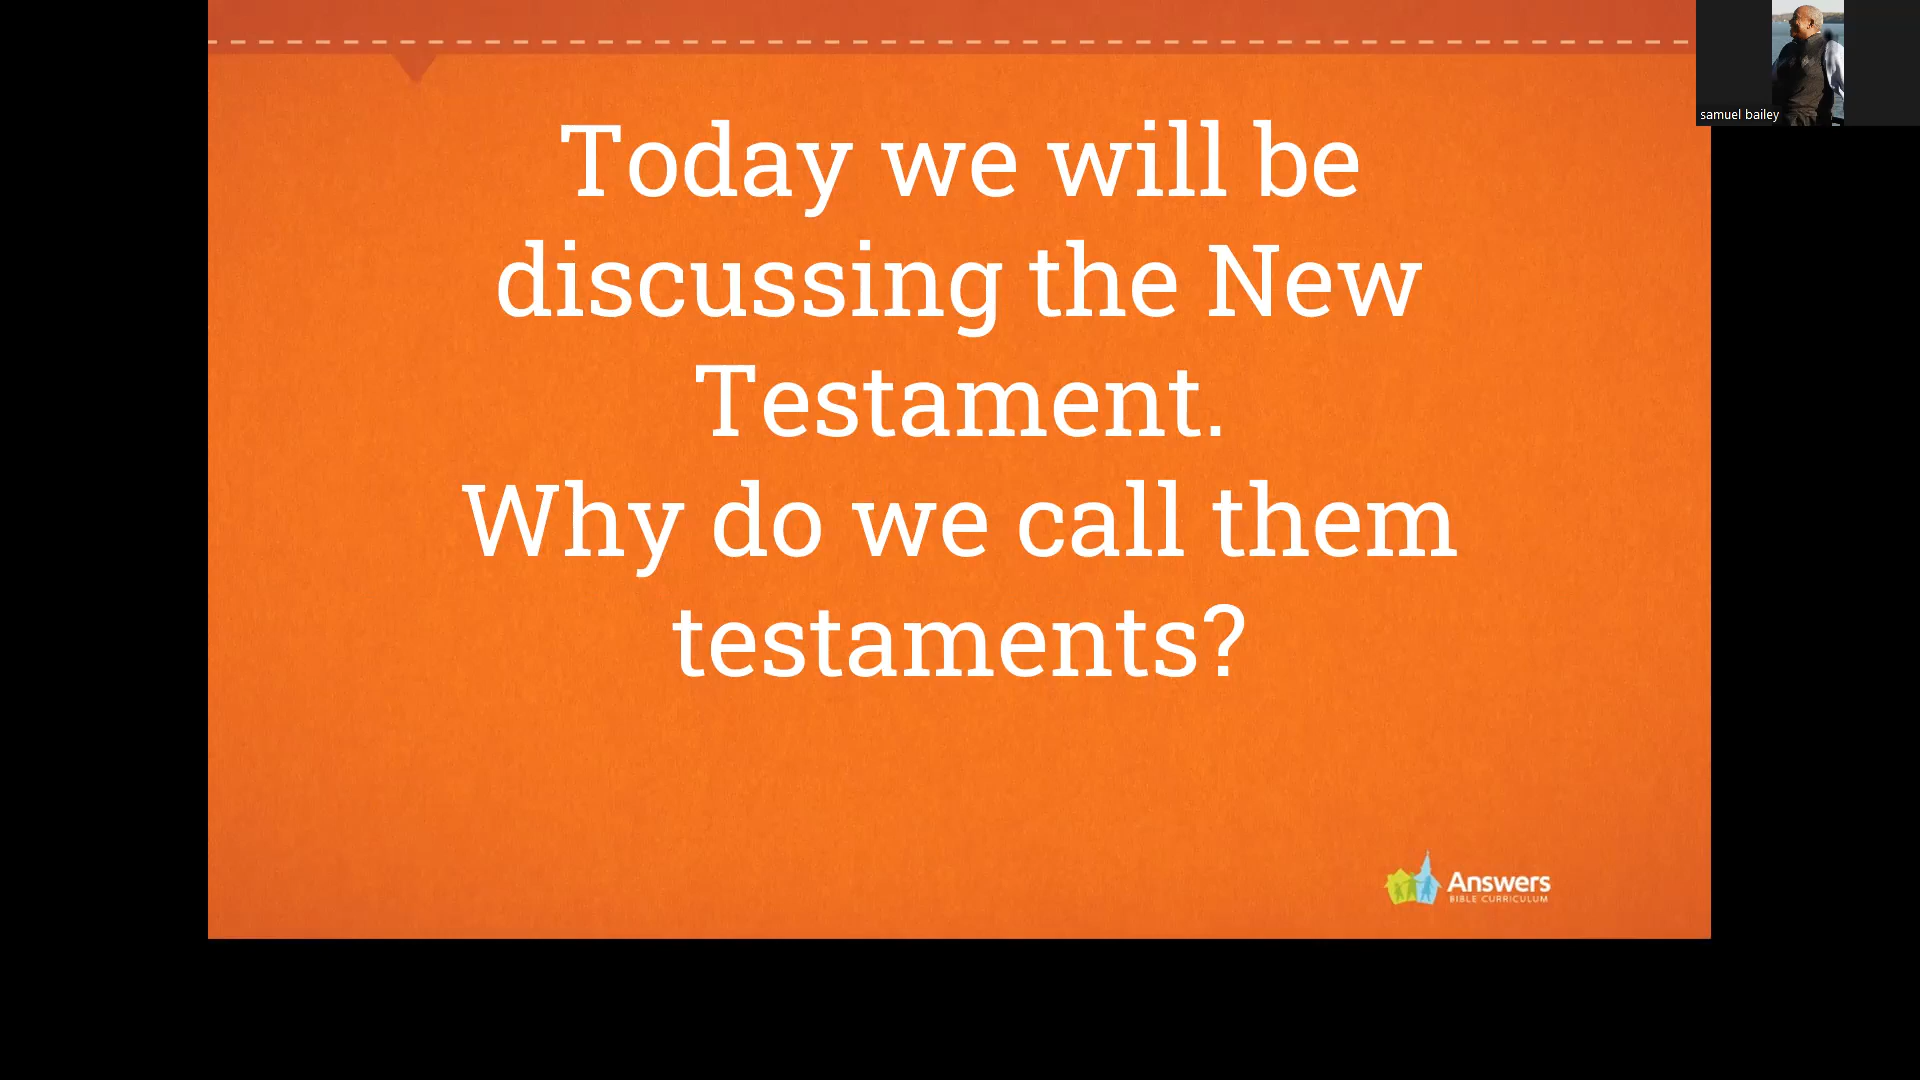 samuel bailey
Today we will be
discussing the New
Testament.
Why do we call them
testaments?
Answers
BIBLE CURRICULUM